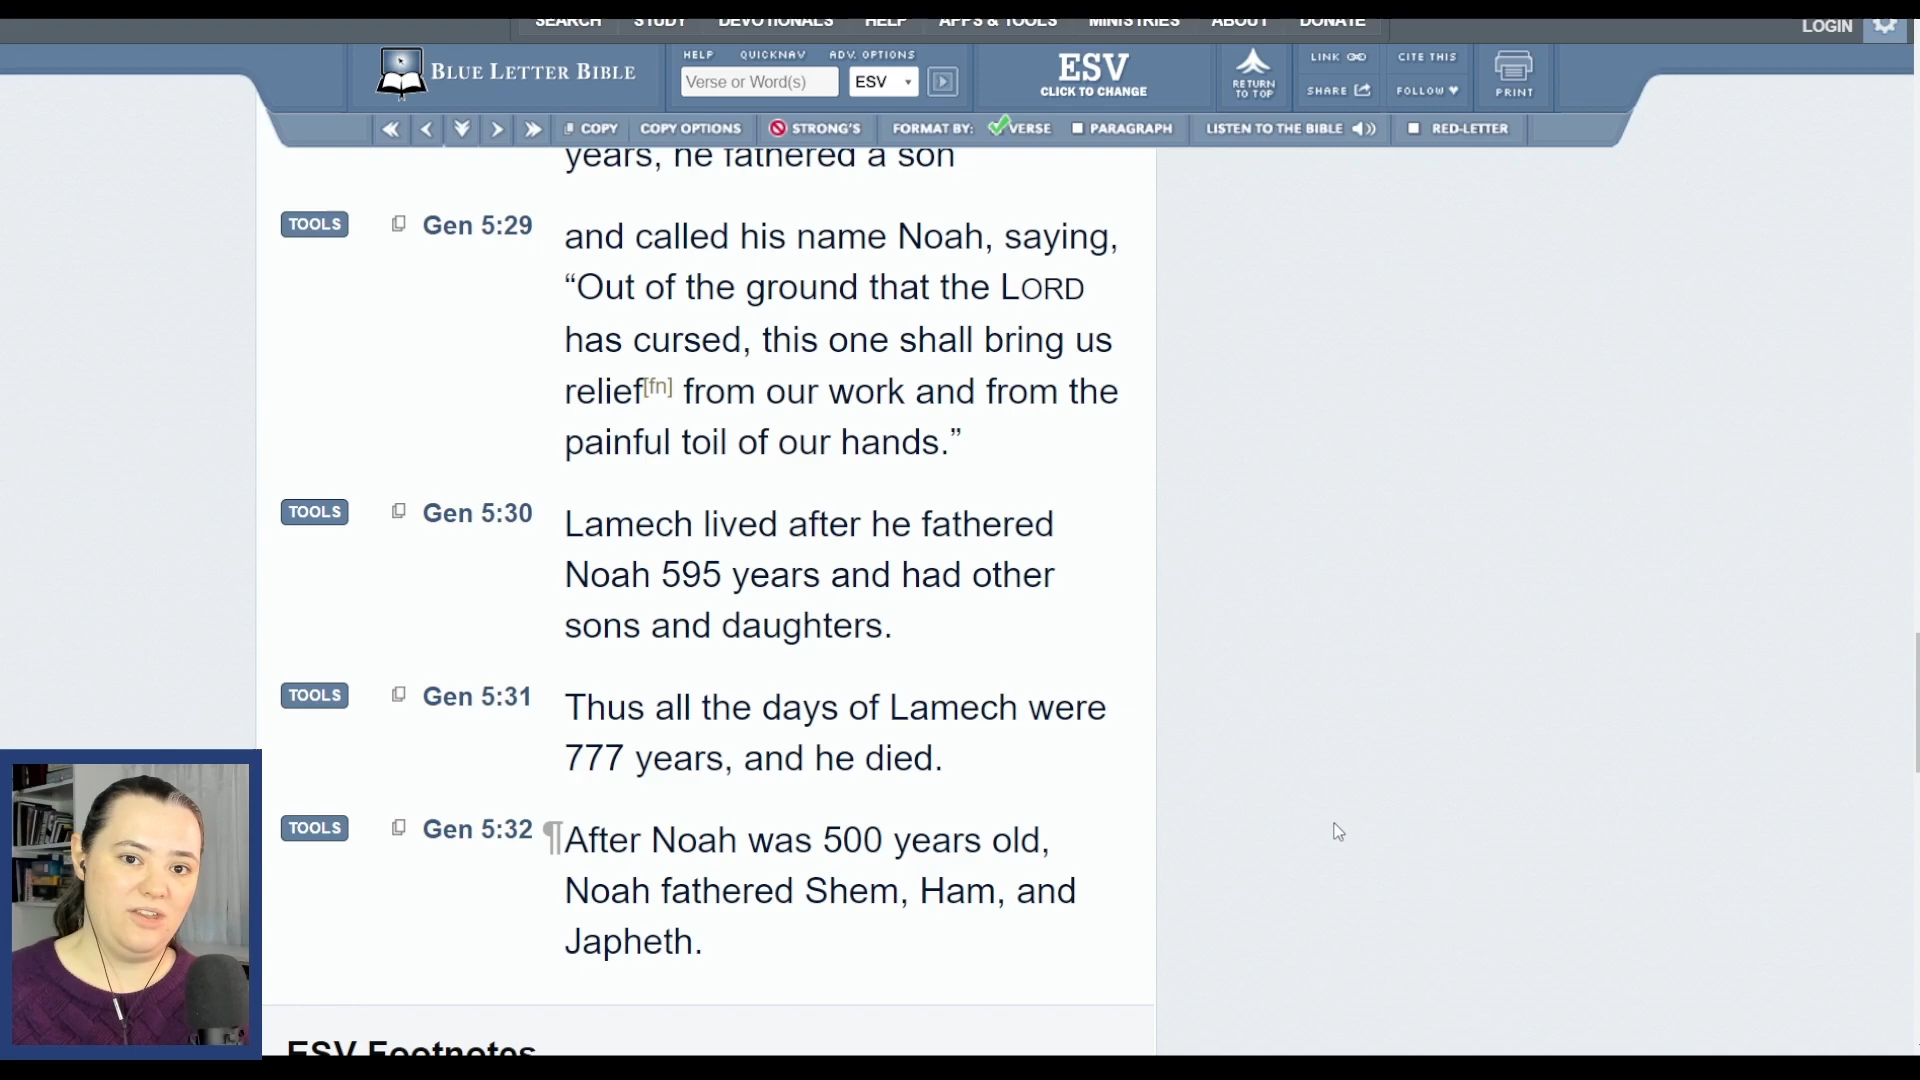 SEARCH STUDY DEVOTIONALS HELP APPS & TOOLS MINISTRIES ABOUT DONATE
LOGIN
BLUE LETTER BIBLE
HELP QUICKNAV ADV. OPTIONS
Verse or Word(s) ESV
ESV
CLICK TO CHANGE
RETURN
TO TOP
LINK CITE THIS
SHARE FOLLOW ♥
PRINT
COPY COPY OPTIONS STRONG'S FORMAT BY: VERSE PARAGRAPH LISTEN TO THE BIBLE RED-LETTER
years, he fathered a son
TOOLS Gen 5:29 and called his name Noah, saying,
“Out of the ground that the LORD
has cursed, this one shall bring us
relief[fn] from our work and from the
painful toil of our hands.”
TOOLS Gen 5:30 Lamech lived after he fathered
Noah 595 years and had other
sons and daughters.
TOOLS Gen 5:31 Thus all the days of Lamech were
777 years, and he died.
TOOLS Gen 5:32 ¶After Noah was 500 years old,
Noah fathered Shem, Ham, and
Japheth.
ESV Footnotes